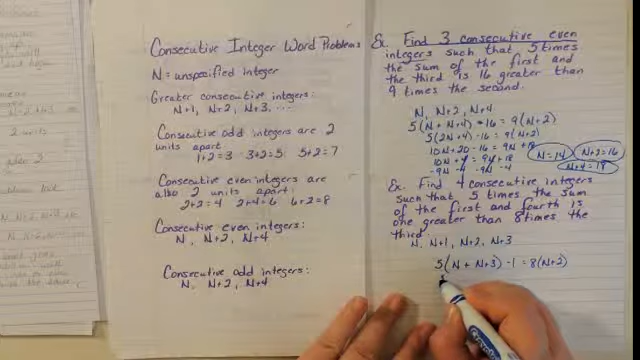 Consecutive Integer Word Problems
N = unspecified integer
Greater consecutive integers:
N+1, N+2, N+3, ....
Consecutive odd integers are 2
units apart.
1+2=3 3+2=5 5+2=7
Consecutive even integers are
also 2 units apart:
2+2=4 2+4=6 6+2=8
Consecutive even integers:
N, N+2, N+4
Consecutive odd integers:
N, N+2, N+4
Ex. Find 3 consecutive even
integers such that 5 times
the sum of the first and
the third is 16 greater than
9 times the second.
N, N+2, N+4
5(N + N+4) - 16 = 9(N+2)
5(2N+4) - 16 = 9(N+2)
10N + 20 - 16 = 9N + 18
10N + 4 = 9N + 18
-9N -4 -9N -4
N = 14
N+2 = 16
N+4 = 18
Ex. Find 4 consecutive integers
such that 5 times the sum
of the first and fourth is
one greater than 8 times the
third.
N, N+1, N+2, N+3
5(N + N+3) - 1 = 8(N+2)
2 units